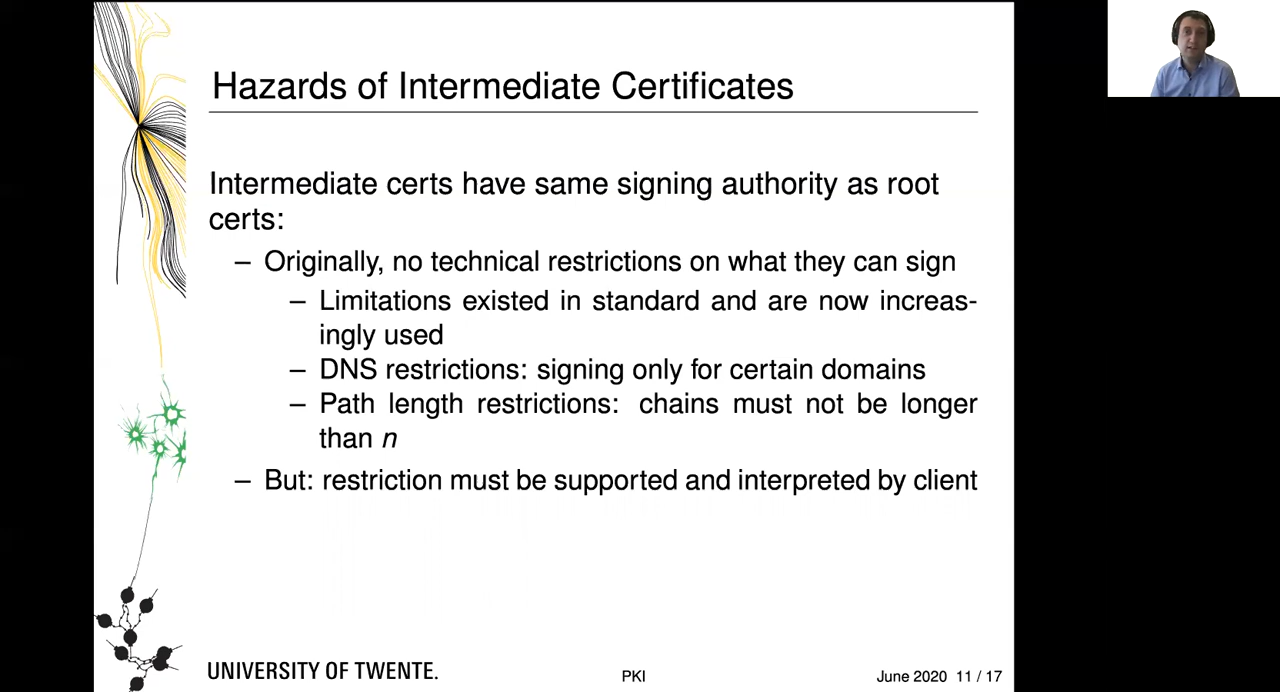 Hazards of Intermediate Certificates
Intermediate certs have same signing authority as root
certs:
– Originally, no technical restrictions on what they can sign
– Limitations existed in standard and are now increas-
ingly used
– DNS restrictions: signing only for certain domains
– Path length restrictions: chains must not be longer
than n
– But: restriction must be supported and interpreted by client
UNIVERSITY OF TWENTE.
PKI
June 2020 11 / 17